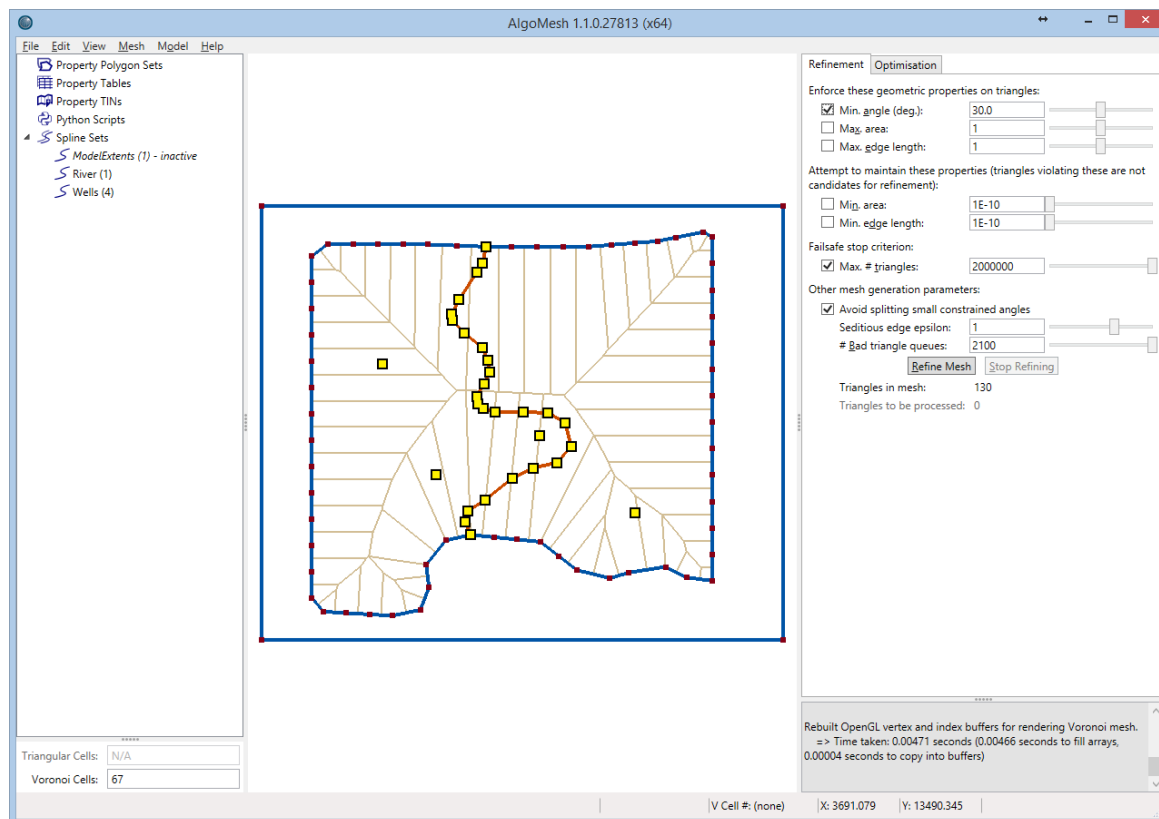 AlgoMesh 1.1.0.27813 (x64)
File Edit View Mesh Model Help
Property Polygon Sets
Property Tables
Property TINs
Python Scripts
Spline Sets
ModelExtents (1) - inactive
River (1)
Wells (4)
Triangular Cells: N/A
Voronoi Cells: 67
Refinement Optimisation
Enforce these geometric properties on triangles:
Min. angle (deg.): 30.0
Max. area: 1
Max. edge length: 1
Attempt to maintain these properties (triangles violating these are not
candidates for refinement):
Min. area: 1E-10
Min. edge length: 1E-10
Failsafe stop criterion:
Max. # triangles: 2000000
Other mesh generation parameters:
Avoid splitting small constrained angles
Seditious edge epsilon: 1
# Bad triangle queues: 2100
Refine Mesh Stop Refining
Triangles in mesh: 130
Triangles to be processed: 0
Rebuilt OpenGL vertex and index buffers for rendering Voronoi mesh.
=> Time taken: 0.00471 seconds (0.00466 seconds to fill arrays,
0.00004 seconds to copy into buffers)
V Cell #: (none) X: 3691.079 Y: 13490.345